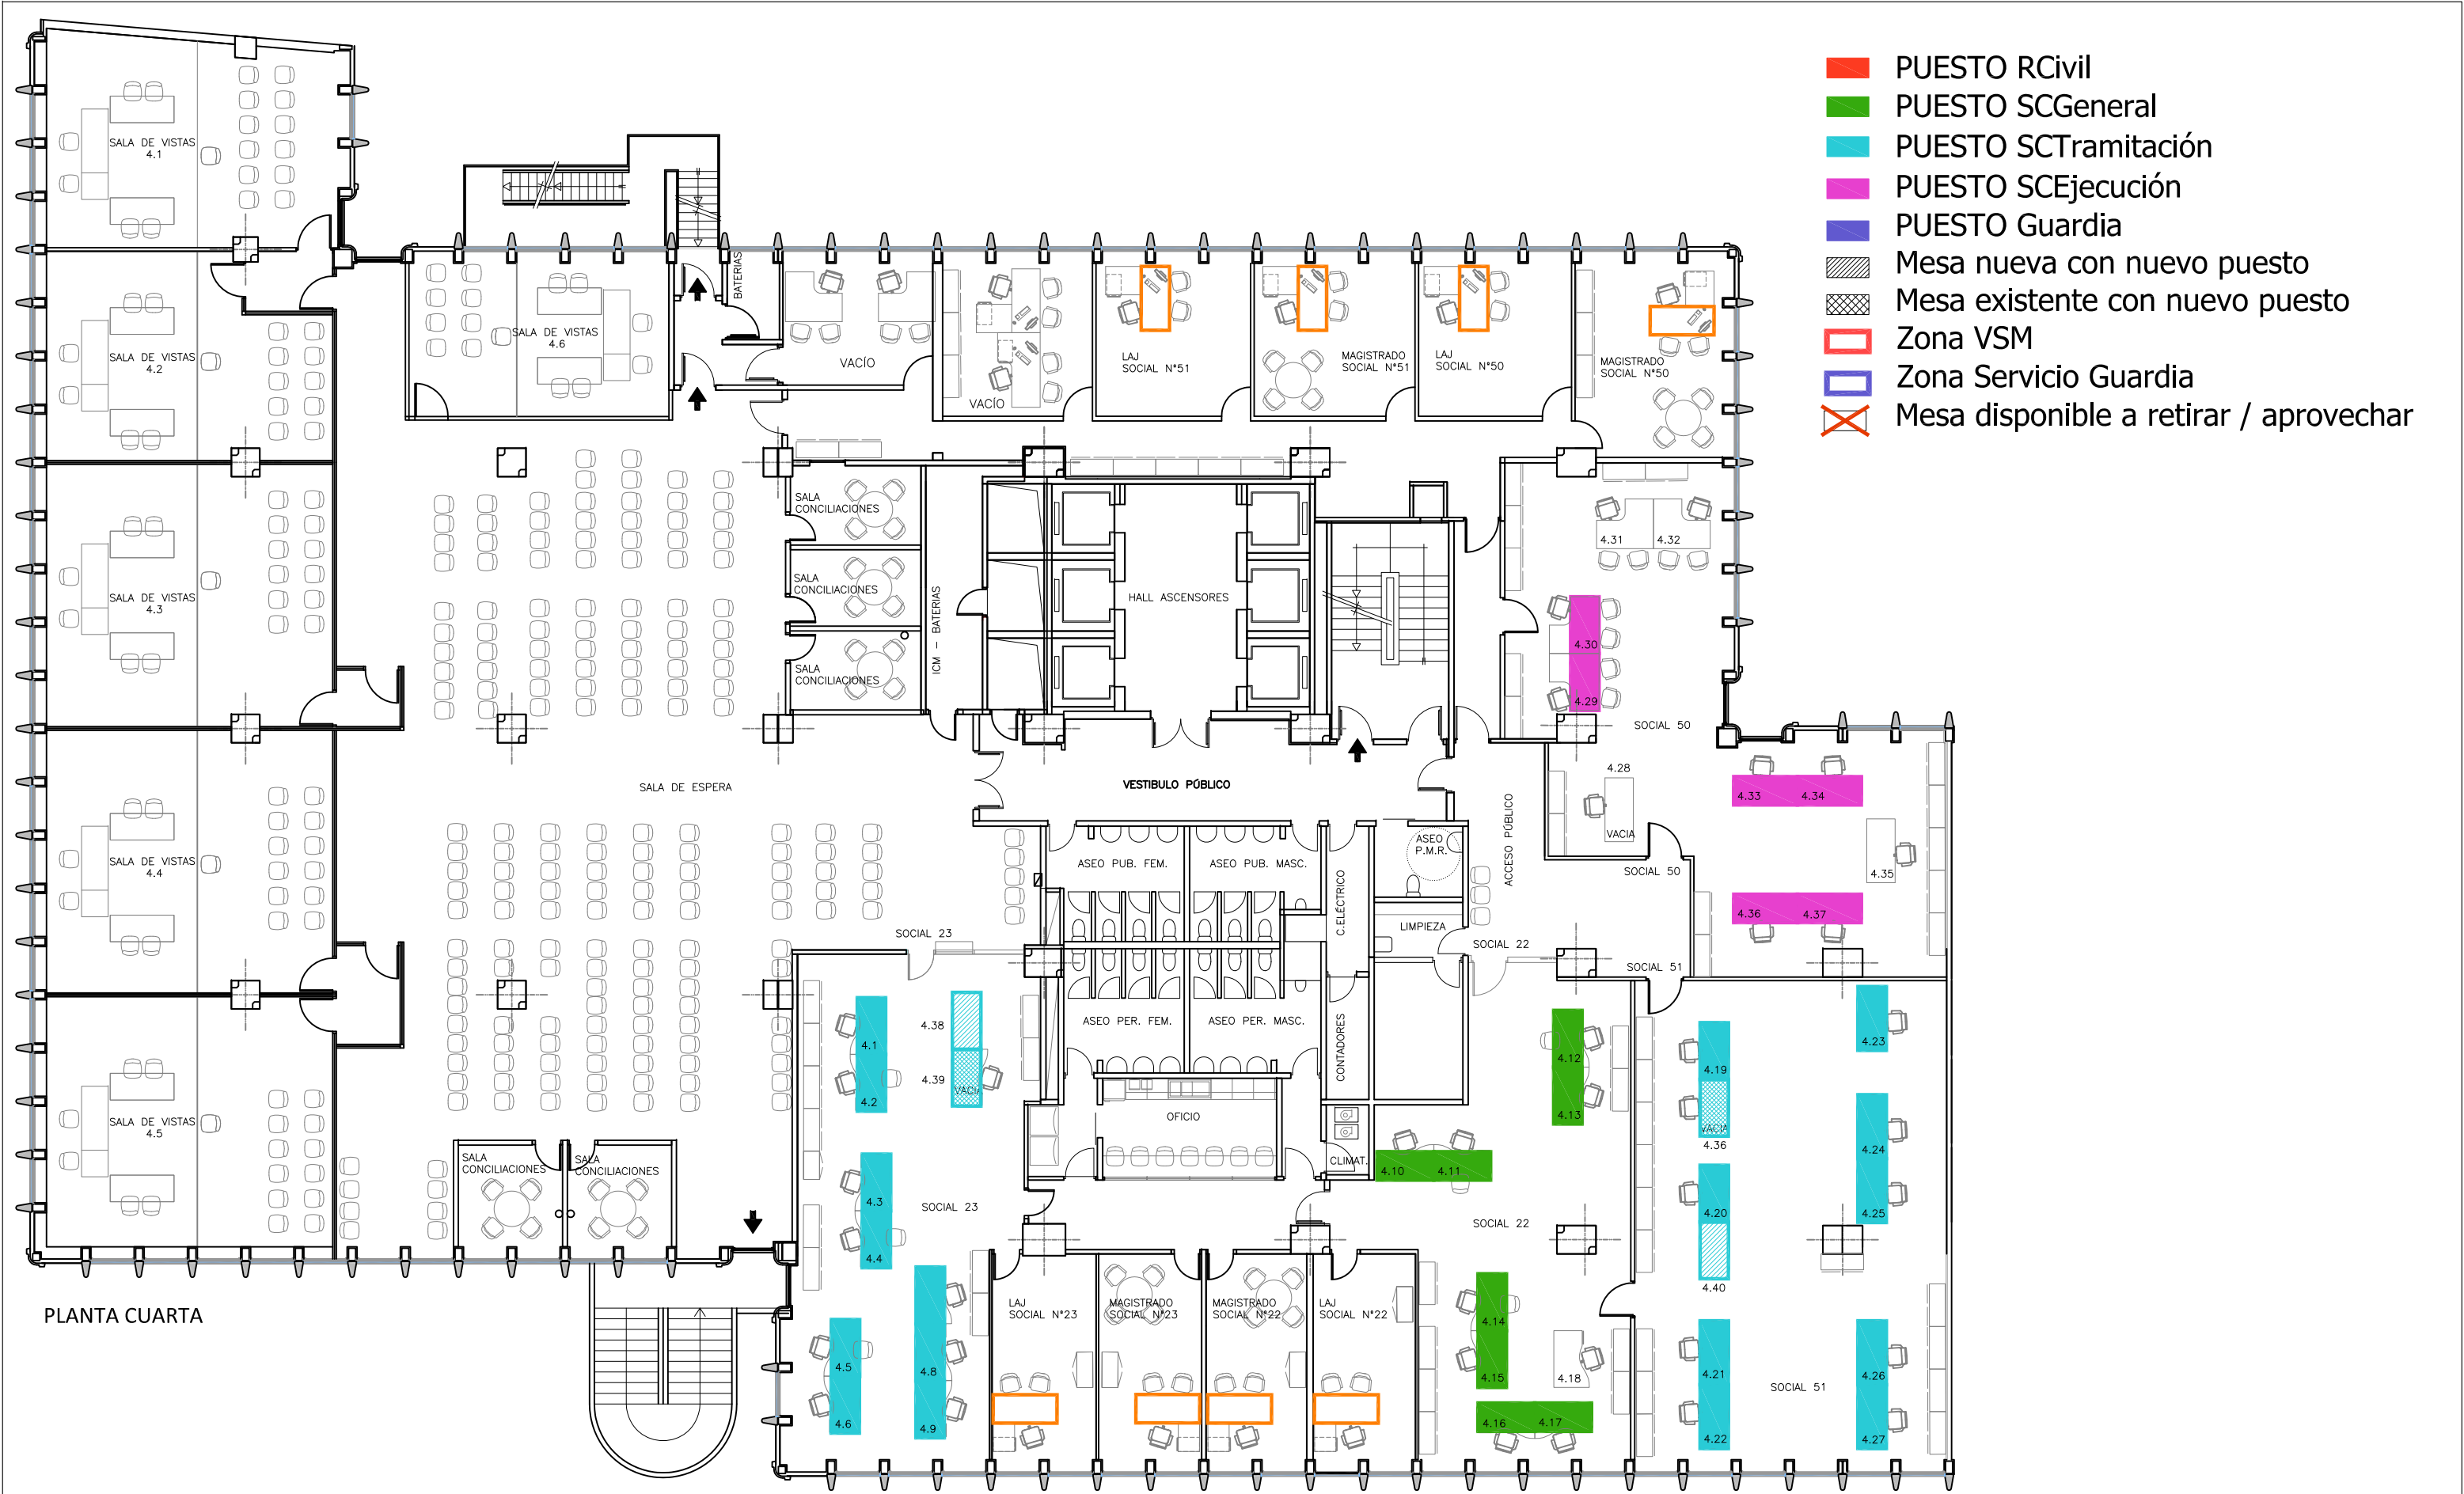 PUESTO RCivil
PUESTO SCGeneral
PUESTO SCTramitación
PUESTO SCEjecución
PUESTO Guardia
Mesa nueva con nuevo puesto
Mesa existente con nuevo puesto
Zona VSM
Zona Servicio Guardia
Mesa disponible a retirar / aprovechar
SALA DE VISTAS
4.1
SALA DE VISTAS
4.2
SALA DE VISTAS
4.3
SALA DE VISTAS
4.4
SALA DE VISTAS
4.5
SALA DE VISTAS
4.6
BATERIAS
VACÍO
VACÍO
LAJ
SOCIAL N°51
MAGISTRADO
SOCIAL N°51
LAJ
SOCIAL N°50
MAGISTRADO
SOCIAL N°50
SALA
CONCILIACIONES
SALA
CONCILIACIONES
SALA
CONCILIACIONES
ICM – BATERIAS
HALL ASCENSORES
4.31
4.32
4.30
4.29
SOCIAL 50
SALA DE ESPERA
VESTIBULO PÚBLICO
ACCESO PÚBLICO
4.28
VACIA
4.33
4.34
4.35
4.36
4.37
SOCIAL 50
ASEO PUB. FEM.
ASEO PUB. MASC.
ASEO
P.M.R.
C.ELÉCTRICO
LIMPIEZA
SOCIAL 23
SOCIAL 22
SOCIAL 51
ASEO PER. FEM.
ASEO PER. MASC.
CONTADORES
OFICIO
CLIMAT.
4.1
4.2
4.38
4.39
VACIA
4.3
4.4
SOCIAL 23
4.5
4.6
4.8
4.9
4.12
4.13
4.10
4.11
SOCIAL 22
4.14
4.15
4.18
4.16
4.17
4.19
VACIA
4.36
4.20
4.40
4.21
4.22
4.23
4.24
4.25
4.26
4.27
SOCIAL 51
SALA
CONCILIACIONES
SALA
CONCILIACIONES
LAJ
SOCIAL N°23
MAGISTRADO
SOCIAL N°23
MAGISTRADO
SOCIAL N°22
LAJ
SOCIAL N°22
PLANTA CUARTA